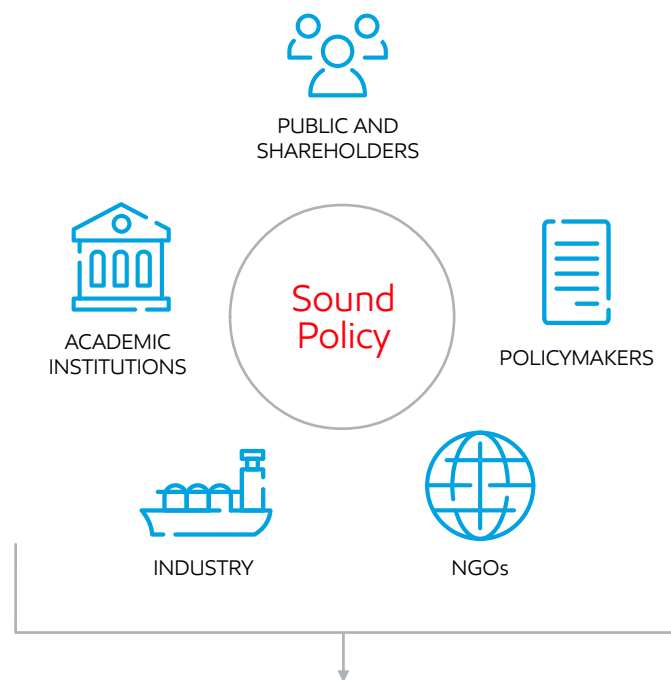 PUBLIC AND
SHAREHOLDERS
Sound
Policy
ACADEMIC
INSTITUTIONS
POLICYMAKERS
INDUSTRY
NGOs